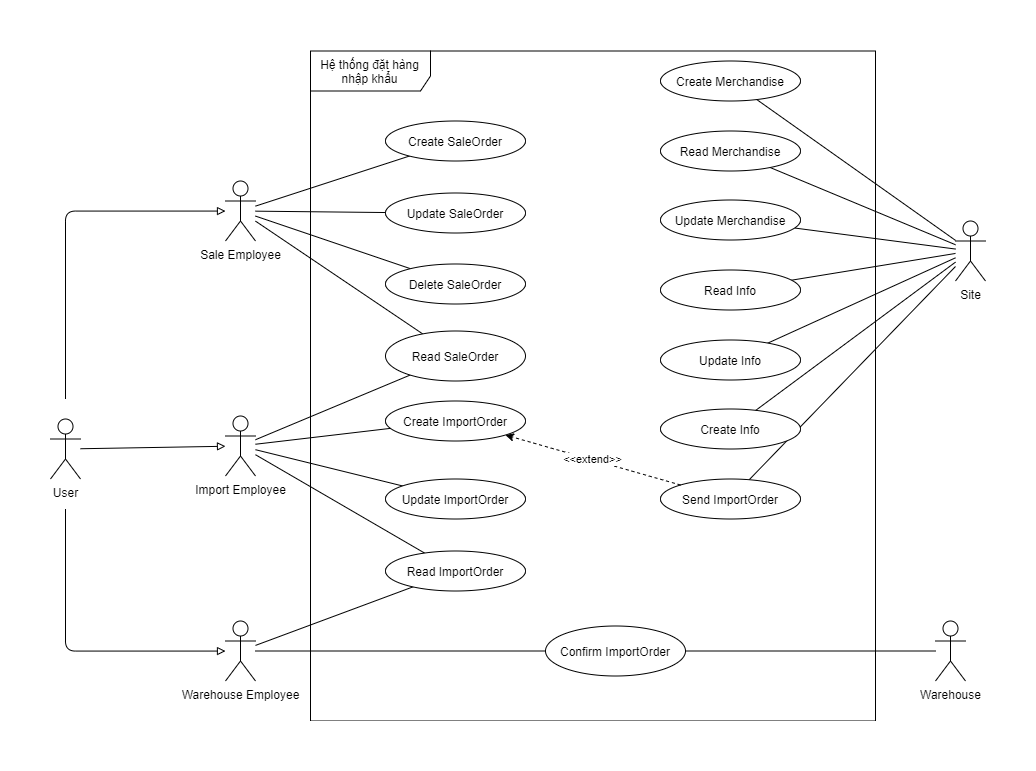 Hệ thống đặt hàng
nhập khẩu
Create Merchandise
Create SaleOrder
Read Merchandise
Update SaleOrder
Update Merchandise
Sale Employee
Delete SaleOrder
Read Info
Site
Read SaleOrder
Update Info
Create ImportOrder
Create Info
<<extend>>
User
Import Employee
Update ImportOrder
Send ImportOrder
Read ImportOrder
Confirm ImportOrder
Warehouse Employee
Warehouse